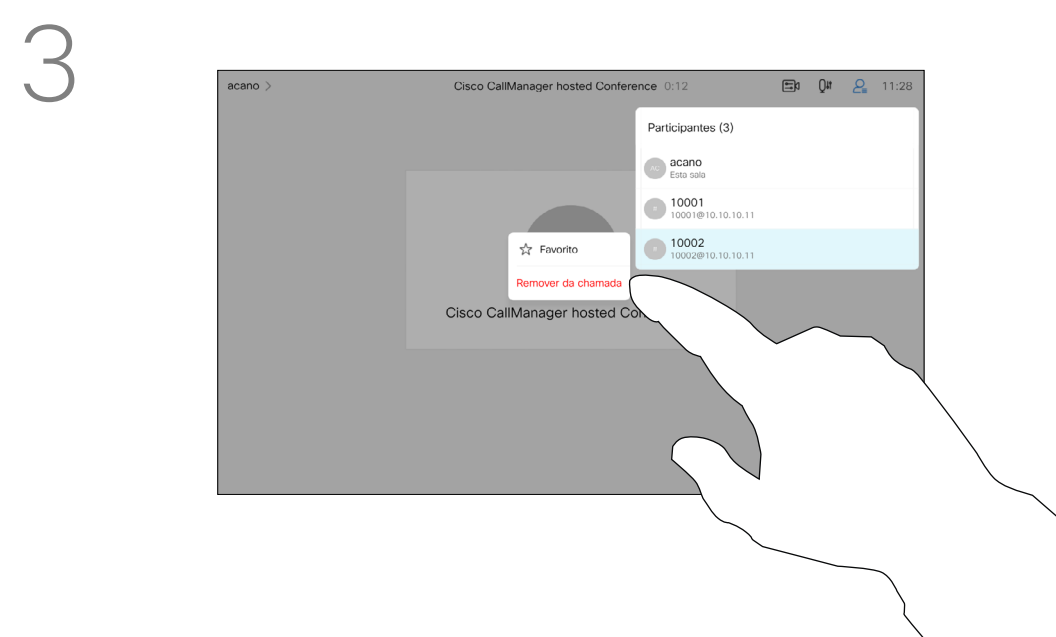 3
acano
Cisco CallManager hosted Conference 0:12
11:28
Participantes (3)
AC
acano
Esta sala
10001
10001@10.10.10.11
10002
10002@10.10.10.11
Favorito
Remover da chamada
Cisco CallManager hosted